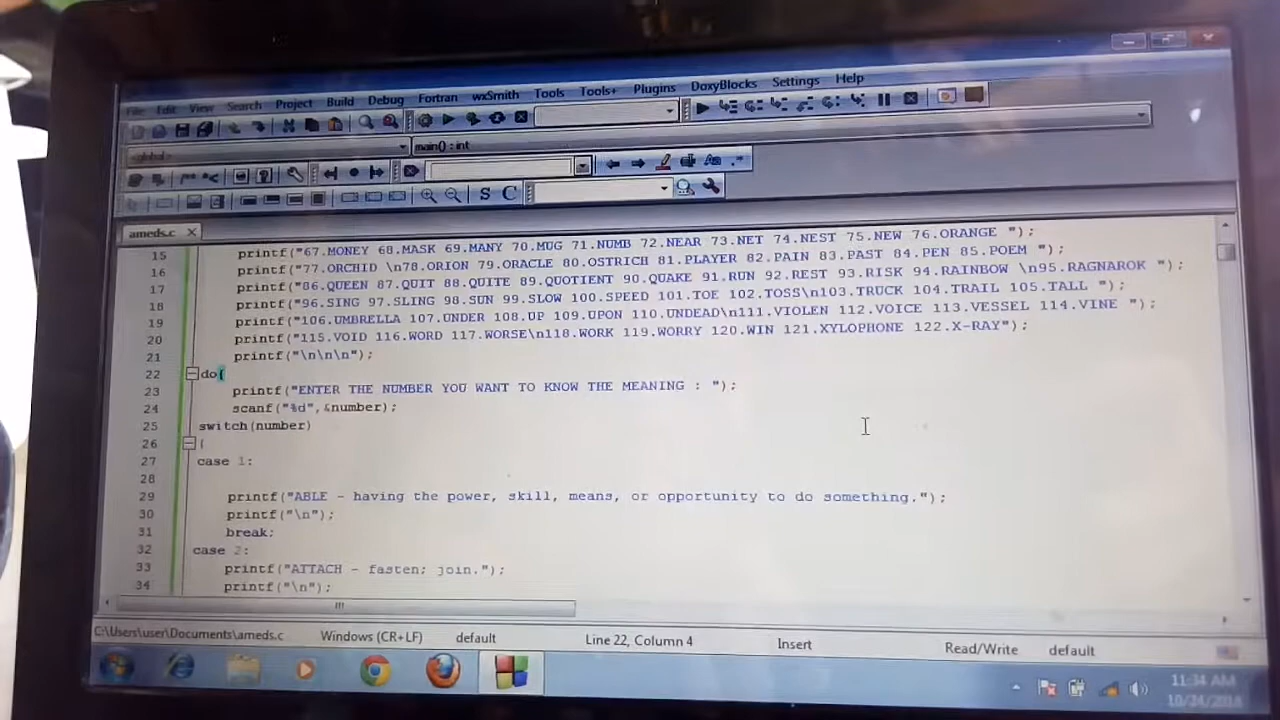 File Edit View Search Project Build Debug Fortran wxSmith Tools Tools+ Plugins DoxyBlocks Settings Help
<global> main() : int
S C
ameds.c
15 printf("67.MONEY 68.MASK 69.MANY 70.MUG 71.NUMB 72.NEAR 73.NET 74.NEST 75.NEW 76.ORANGE ");
16 printf("77.ORCHID \n78.ORION 79.ORACLE 80.OSTRICH 81.PLAYER 82.PAIN 83.PAST 84.PEN 85.POEM ");
17 printf("86.QUEEN 87.QUIT 88.QUITE 89.QUOTIENT 90.QUAKE 91.RUN 92.REST 93.RISK 94.RAINBOW \n95.RAGNAROK ");
18 printf("96.SING 97.SLING 98.SUN 99.SLOW 100.SPEED 101.TOE 102.TOSS\n103.TRUCK 104.TRAIL 105.TALL ");
19 printf("106.UMBRELLA 107.UNDER 108.UP 109.UPON 110.UNDEAD\n111.VIOLEN 112.VOICE 113.VESSEL 114.VINE ");
20 printf("115.VOID 116.WORD 117.WORSE\n118.WORK 119.WORRY 120.WIN 121.XYLOPHONE 122.X-RAY");
21 printf("\n\n\n");
22 do{
23 printf("ENTER THE NUMBER YOU WANT TO KNOW THE MEANING : ");
24 scanf("%d",&number);
25 switch(number)
26 {
27 case 1:
28
29 printf("ABLE - having the power, skill, means, or opportunity to do something.");
30 printf("\n");
31 break;
32 case 2:
33 printf("ATTACH - fasten; join.");
34 printf("\n");
C:\Users\user\Documents\ameds.c Windows (CR+LF) default Line 22, Column 4 Insert Read/Write default
11:34 AM